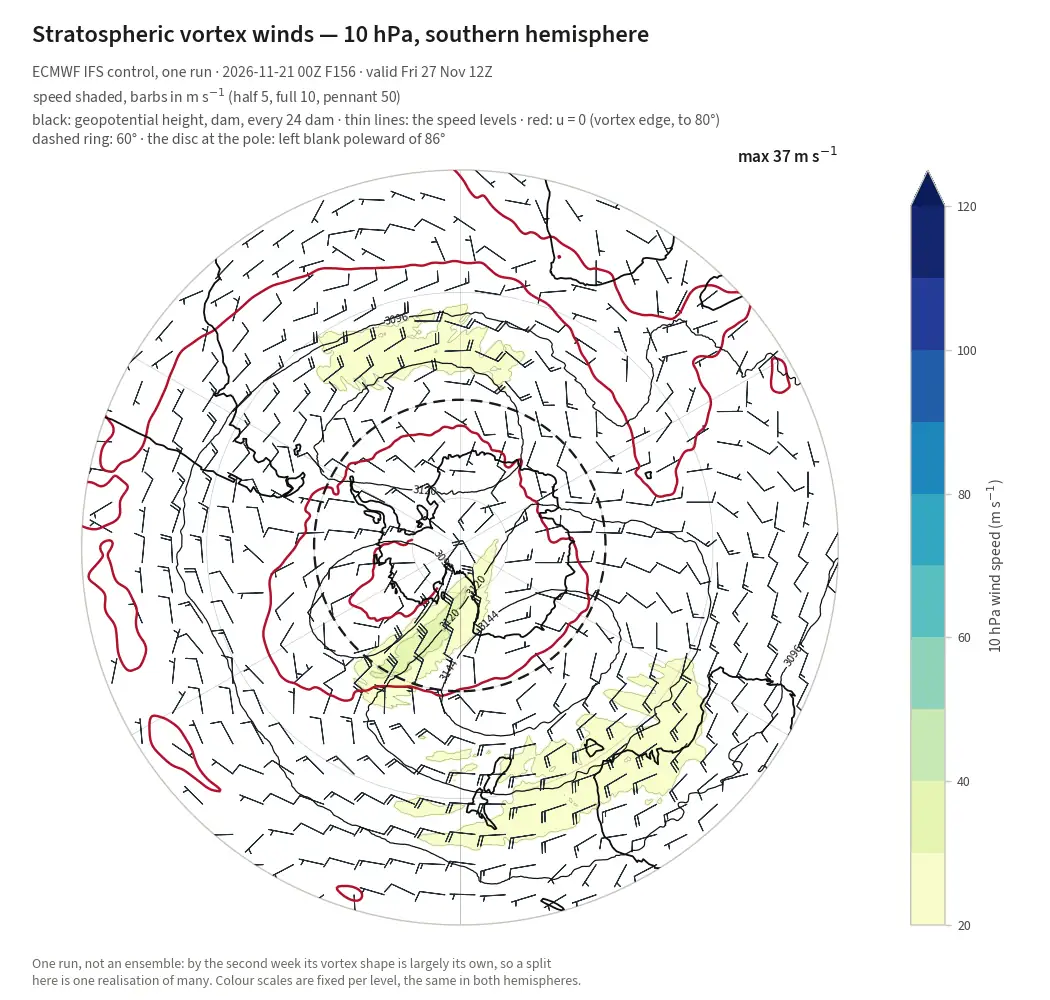 Stratospheric vortex winds — 10 hPa, southern hemisphere
ECMWF IFS control, one run · 2026-11-21 00Z F156 · valid Fri 27 Nov 12Z
speed shaded, barbs in m s⁻¹ (half 5, full 10, pennant 50)
black: geopotential height, dam, every 24 dam · thin lines: the speed levels · red: u = 0 (vortex edge, to 80°)
dashed ring: 60° · the disc at the pole: left blank poleward of 86°
max 37 m s⁻¹
120
100
80
60
40
20
10 hPa wind speed (m s⁻¹)
3096
3120
3120
3120
3144
3096
One run, not an ensemble: by the second week its vortex shape is largely its own, so a split
here is one realisation of many. Colour scales are fixed per level, the same in both hemispheres.